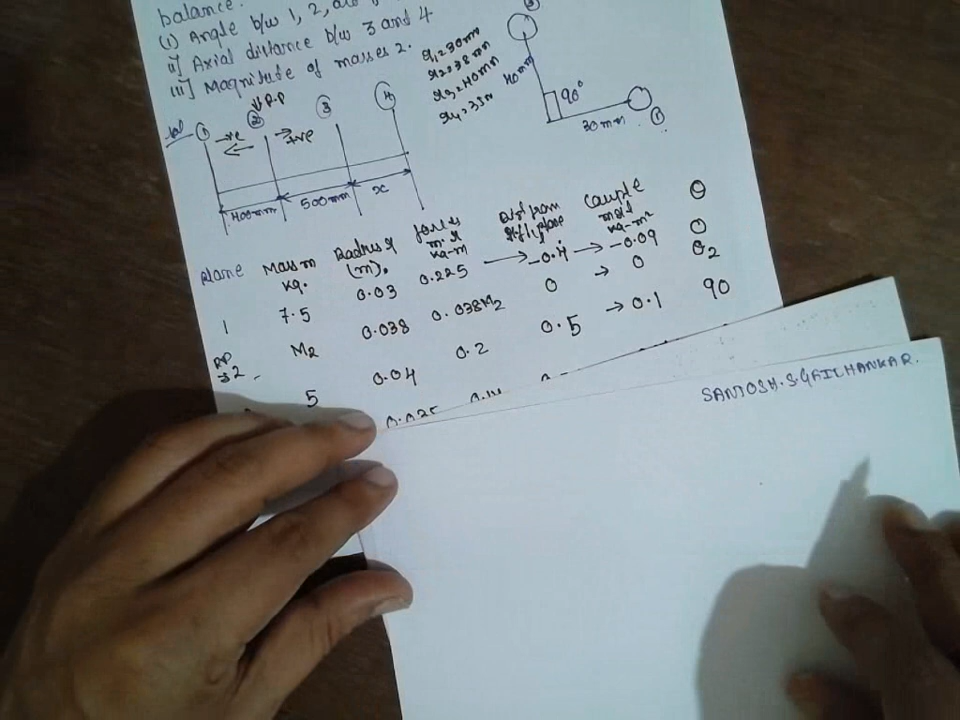 balance.
(i) Angle b/w 1, 2,
ii] Axial distance b/w 3 and 4
iii] Magnitude of masses 2.
r1=30mm
r2=38mm
r3=40mm
r4=35
40mm
90°
30mm
①
① -ve ② P.P +ve ③ ④
400mm 500mm x
Plane Mass m kg. Radius r (m). forces m r kg-m Dist from Ref plane Couple kg-m² θ
1 7.5 0.03 0.225 → -0.4 → -0.09 0
RP 2 M2 0.038 0.038M2 0 → 0 θ2
5 0.04 0.2 0.5 → 0.1 90
SANTOSH.S.GAILHANKAR.